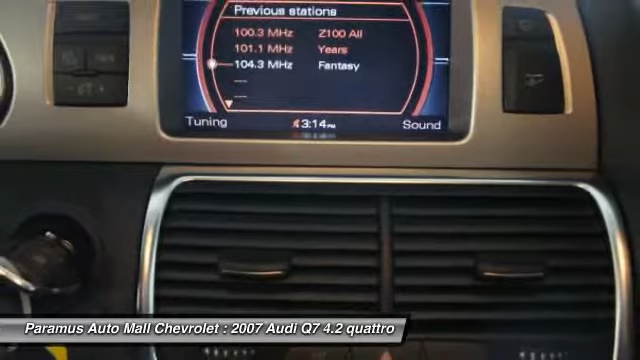 Previous stations
100.3 MHz Z100 All
101.1 MHz Years
104.3 MHz Fantasy
Tuning 3:14 PM Sound
Paramus Auto Mall Chevrolet : 2007 Audi Q7 4.2 quattro